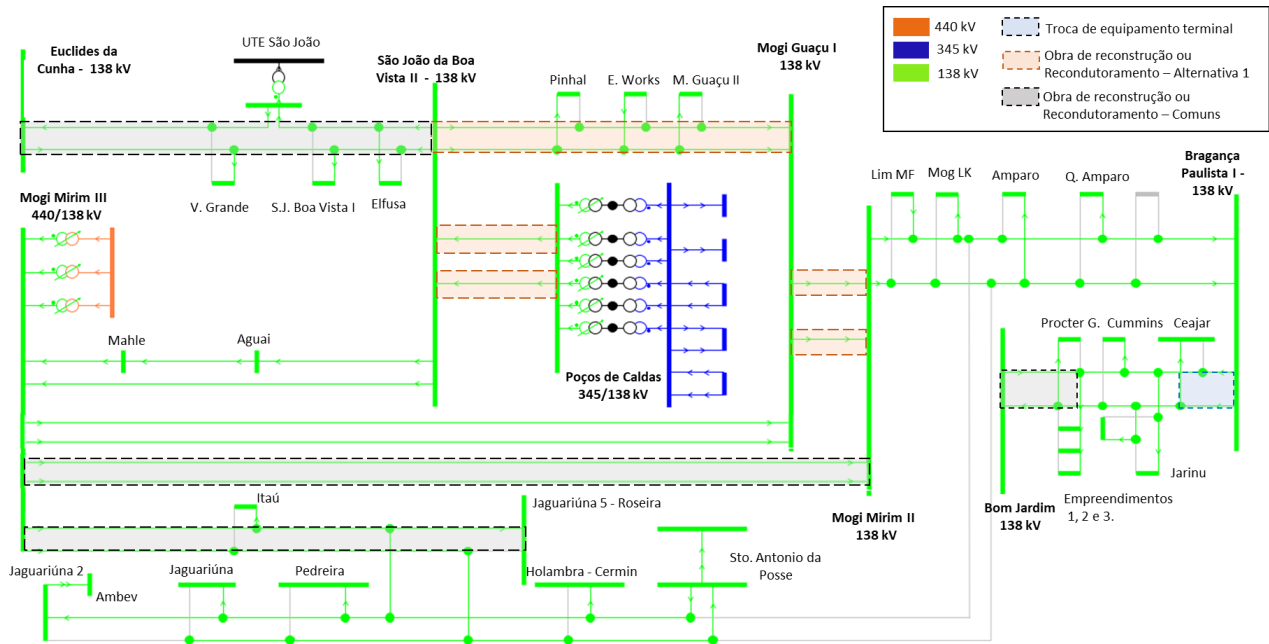 UTE São João
Euclides da
Cunha - 138 kV
São João da Boa
Vista II - 138 kV
Mogi Guaçu I
138 kV
Pinhal
E. Works
M. Guaçu II
440 kV
345 kV
138 kV
Troca de equipamento terminal
Obra de reconstrução ou
Recondutoramento – Alternativa 1
Obra de reconstrução ou
Recondutoramento – Comuns
V. Grande
S.J. Boa Vista I
Elfusa
Lim MF
Mog LK
Amparo
Q. Amparo
Bragança
Paulista I -
138 kV
Mogi Mirim III
440/138 kV
Mahle
Aguai
Poços de Caldas
345/138 kV
Procter G.
Cummins
Ceajar
Jarinu
Empreendimentos
1, 2 e 3.
Bom Jardim
138 kV
Mogi Mirim II
138 kV
Itaú
Jaguariúna 5 - Roseira
Jaguariúna 2
Ambev
Jaguariúna
Pedreira
Holambra - Cermin
Sto. Antonio da
Posse